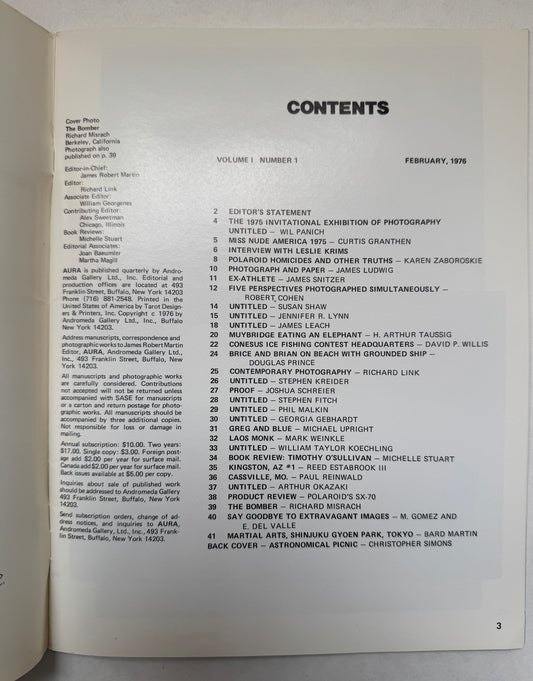 CONTENTS
VOLUME I NUMBER 1 FEBRUARY, 1976
Cover Photo
The Bomber
Richard Misrach
Berkeley, California
Photograph also
published on p. 39
Editor-in-Chief:
James Robert Martin
Editor:
Richard Link
Associate Editor:
William Georgenes
Contributing Editor:
Alex Sweetman
Chicago, Illinois
Book Reviews:
Michelle Stuart
Editorial Associates:
Joan Baeumler
Martha Magill
AURA is published quarterly by Andro-
meda Gallery Ltd., Inc. Editorial and
production offices are located at 493
Franklin Street, Buffalo, New York 14203
Phone (716) 881-2548. Printed in the
United States of America by Tarot Design-
ers & Printers, Inc. Copyright c 1976 by
Andromeda Gallery Ltd., Inc., Buffalo
New York 14203.
Address manuscripts, correspondence and
photographic works to James Robert Martin
Editor, AURA, Andromeda Gallery Ltd.,
Inc., 493 Franklin Street, Buffalo, New
York 14203.
All manuscripts and photographic works
are carefully considered. Contributions
not accepted will not be returned unless
accompanied with SASE for manuscripts
or a carton and return postage for photo-
graphic works. All manuscripts should be
accompanied by three additional copies.
Not responsible for loss or damage in
mailing.
Annual subscription: $10.00. Two years:
$17.00. Single copy: $3.00. Foreign post-
age add $2.00 per year for surface mail.
Canada add $2.00 per year for surface mail.
Back issues available at $5.00 per copy.
Inquiries about sale of published work
should be addressed to Andromeda Gallery
493 Franklin Street, Buffalo, New York
14203.
Send subscription orders, change of ad-
dress notices, and inquiries to AURA,
Andromeda Gallery Ltd., Inc., 493 Frank-
lin Street, Buffalo, New York 14203.
2 EDITOR'S STATEMENT
4 THE 1975 INVITATIONAL EXHIBITION OF PHOTOGRAPHY
UNTITLED – WIL PANICH
5 MISS NUDE AMERICA 1975 – CURTIS GRANTHEN
6 INTERVIEW WITH LESLIE KRIMS
8 POLAROID HOMICIDES AND OTHER TRUTHS – KAREN ZABOROSKIE
10 PHOTOGRAPH AND PAPER – JAMES LUDWIG
11 EX-ATHLETE – JAMES SNITZER
12 FIVE PERSPECTIVES PHOTOGRAPHED SIMULTANEOUSLY –
ROBERT COHEN
14 UNTITLED – SUSAN SHAW
15 UNTITLED – JENNIFER R. LYNN
18 UNTITLED – JAMES LEACH
20 MUYBRIDGE EATING AN ELEPHANT – H. ARTHUR TAUSSIG
22 CONESUS ICE FISHING CONTEST HEADQUARTERS – DAVID P. WILLIS
24 BRICE AND BRIAN ON BEACH WITH GROUNDED SHIP –
DOUGLAS PRINCE
25 CONTEMPORARY PHOTOGRAPHY – RICHARD LINK
26 UNTITLED – STEPHEN KREIDER
27 PROOF – JOSHUA SCHREIER
28 UNTITLED – STEPHEN FITCH
29 UNTITLED – PHIL MALKIN
30 UNTITLED – GEORGIA GEBHARDT
31 GREG AND BLUE – MICHAEL UPRIGHT
32 LAOS MONK – MARK WEINKLE
33 UNTITLED – WILLIAM TAYLOR KOECHLING
34 BOOK REVIEW: TIMOTHY O'SULLIVAN – MICHELLE STUART
35 KINGSTON, AZ #1 – REED ESTABROOK III
36 CASSVILLE, MO. – PAUL REINWALD
37 UNTITLED – ARTHUR OKAZAKI
38 PRODUCT REVIEW – POLAROID'S SX-70
39 THE BOMBER – RICHARD MISRACH
40 SAY GOODBYE TO EXTRAVAGANT IMAGES – M. GOMEZ AND
E. DEL VALLE
41 MARTIAL ARTS, SHINJUKU GYOEN PARK, TOKYO – BARD MARTIN
BACK COVER – ASTRONOMICAL PICNIC – CHRISTOPHER SIMONS
3